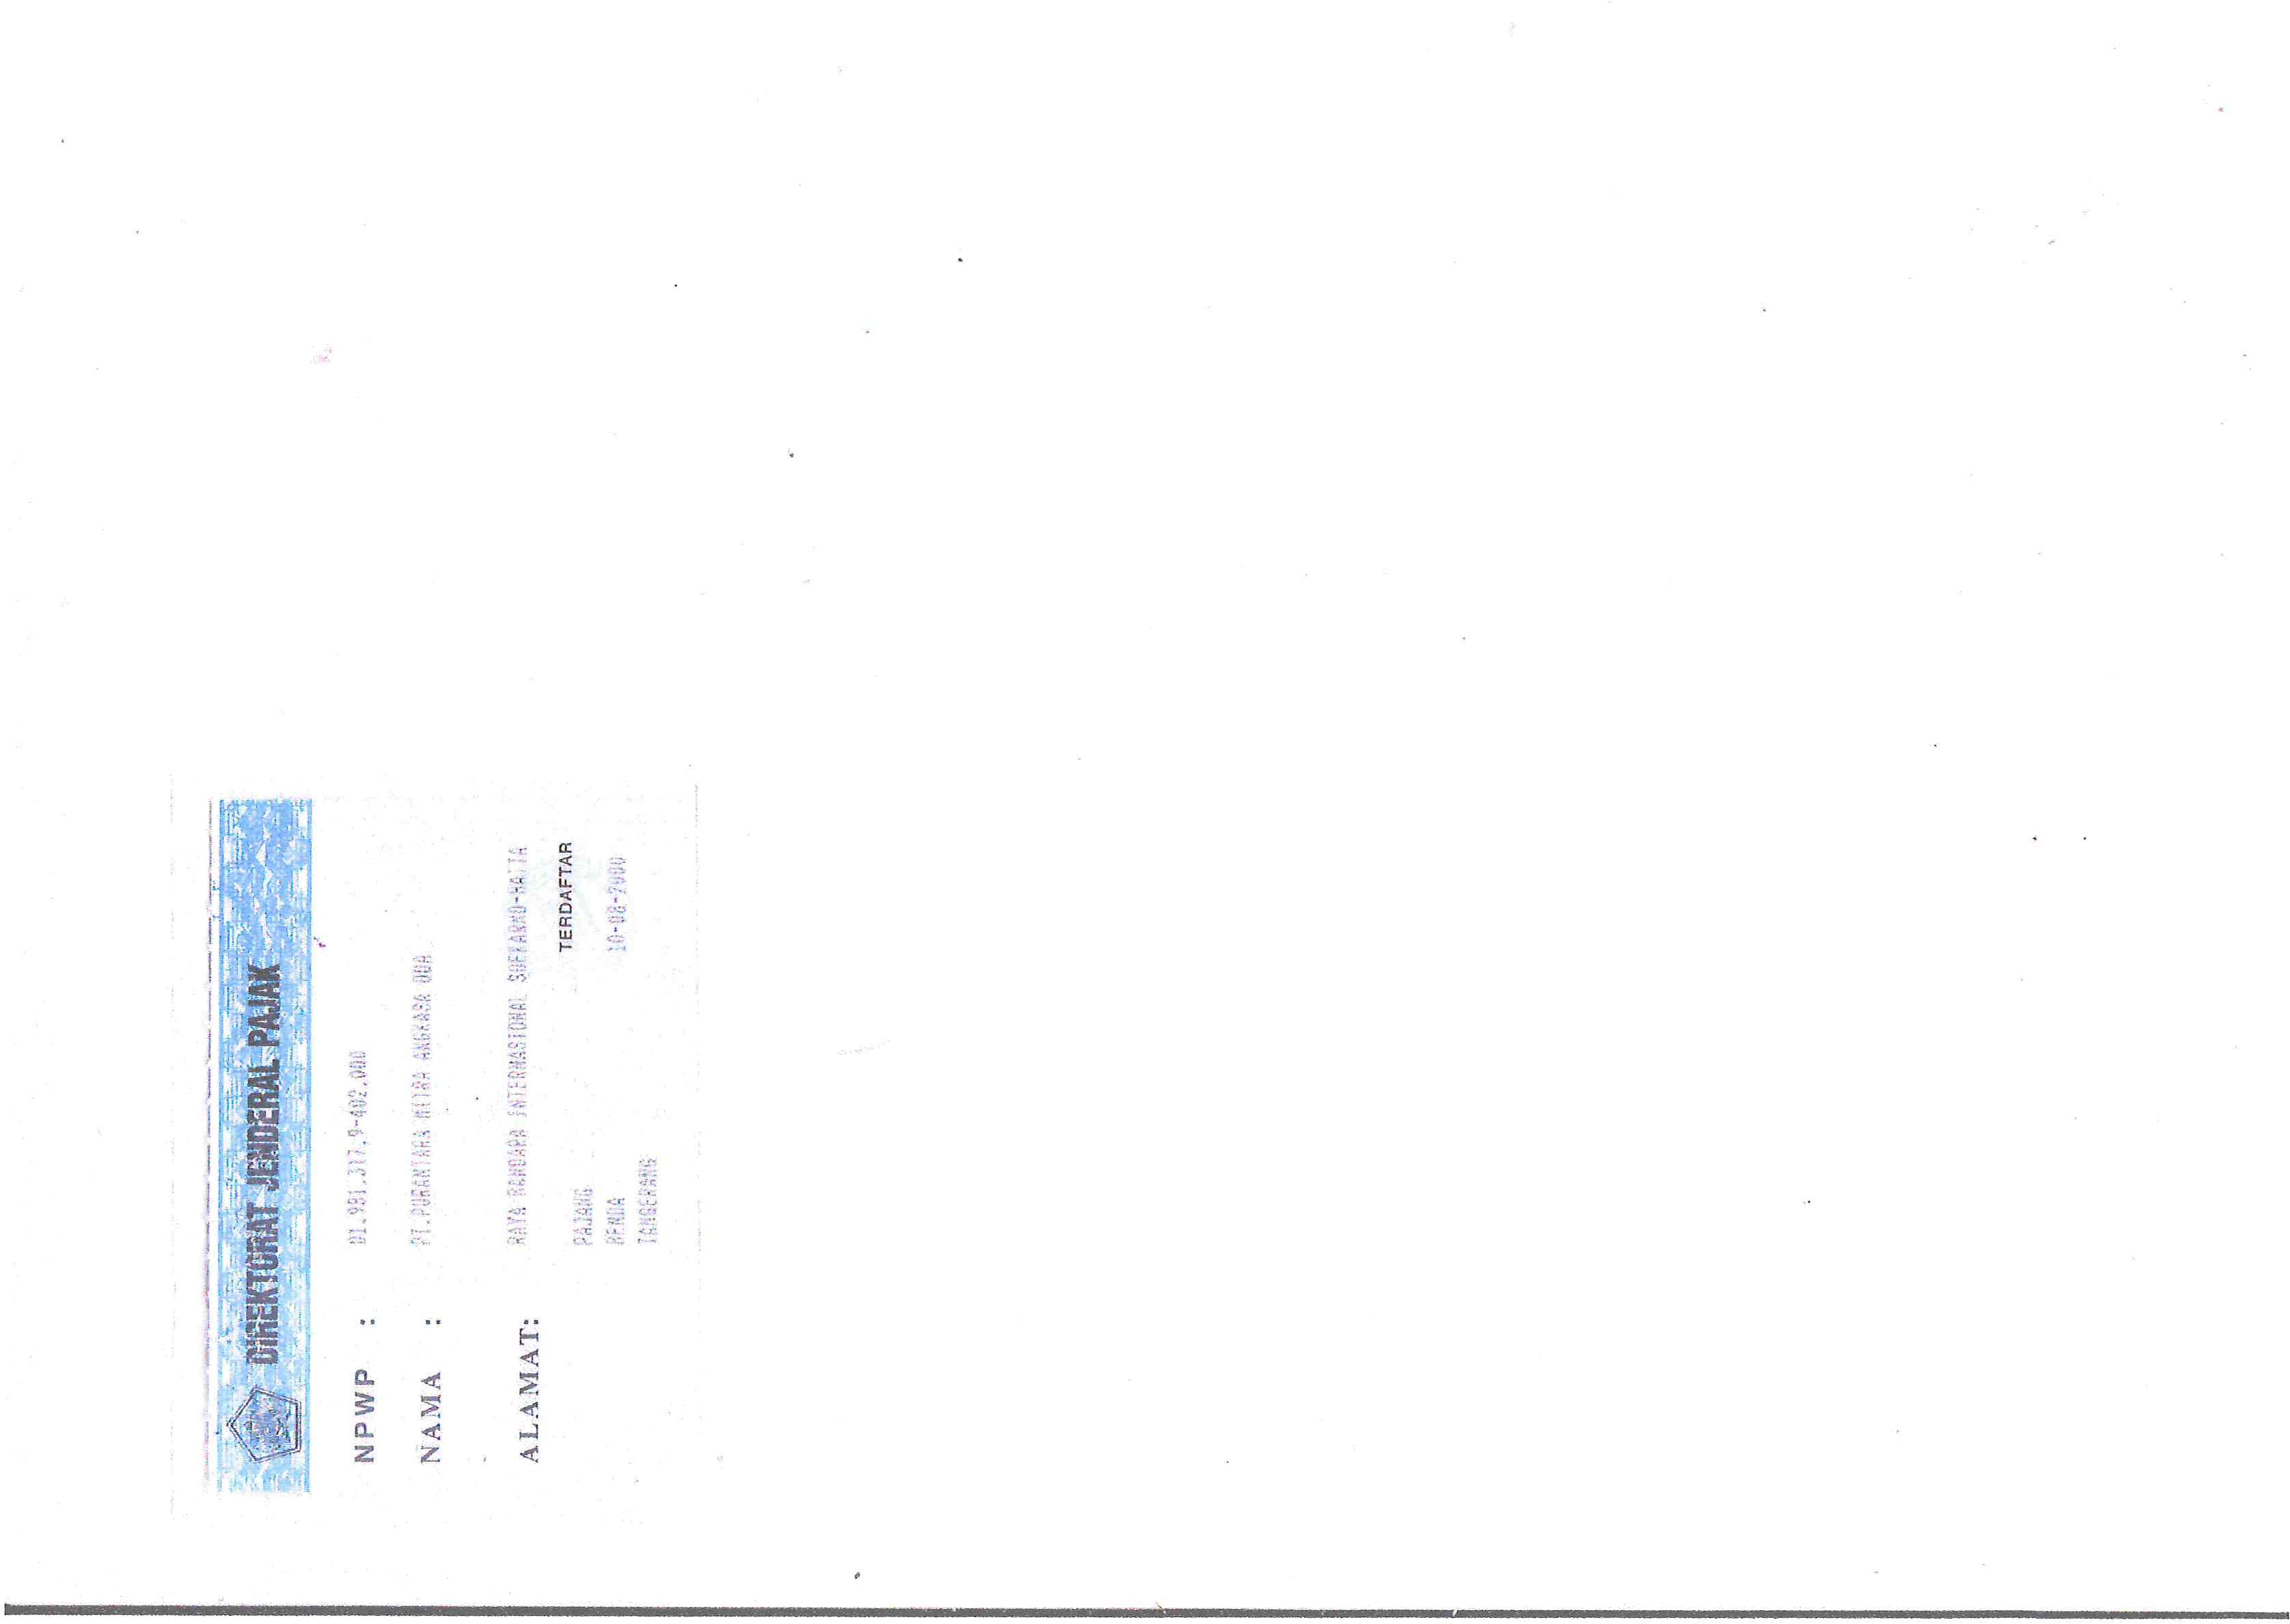 DIREKTORAT JENDERAL PAJAK
NPWP : 01.981.317.9-402.000
NAMA : PT.PURANTARA MITRA ANGKASA DUA
ALAMAT: RAYA BANDARA INTERNASIONAL SOEKARNO-HATTA
TERDAFTAR
PAJANG
BENDA 10-08-2000
TANGERANG